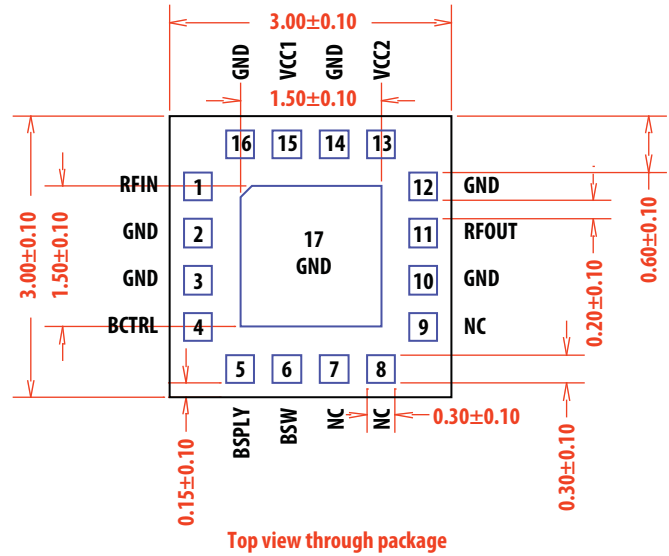 3.00±0.10
GND
VCC1
GND
VCC2
1.50±0.10
16
15
14
13
RFIN
1
12
GND
GND
2
17
GND
11
RFOUT
GND
3
10
GND
BCTRL
4
9
NC
3.00±0.10
1.50±0.10
0.60±0.10
0.20±0.10
5
6
7
8
BSPLY
BSW
NC
NC
0.30±0.10
0.15±0.10
0.30±0.10
Top view through package